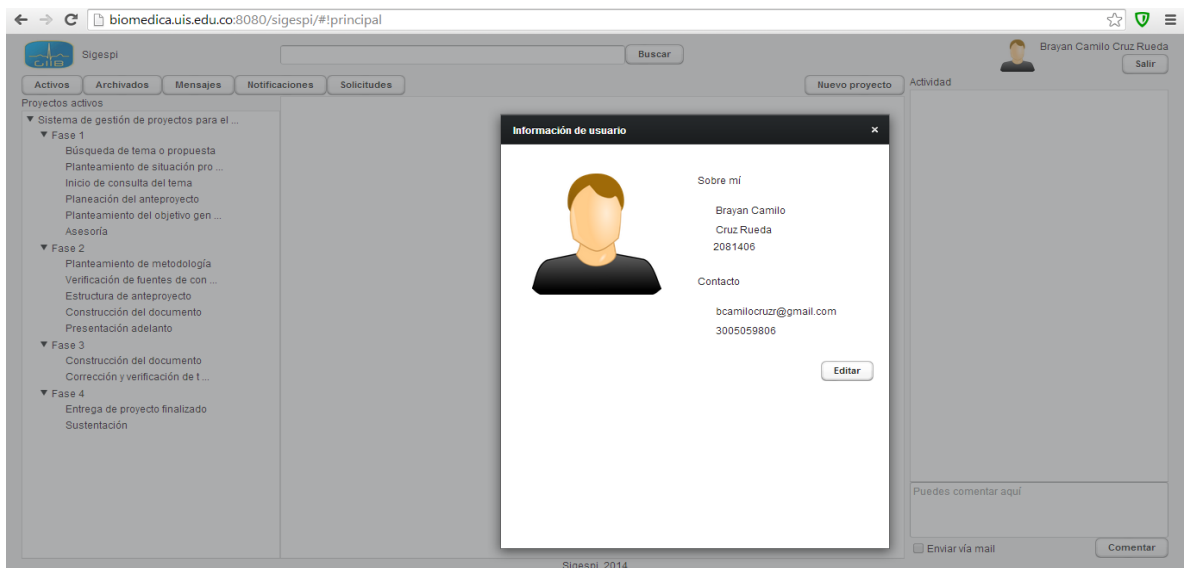 biomedica.uis.edu.co:8080/sigespi/#!principal
GIIB
Sigespi
Buscar
Brayan Camilo Cruz Rueda
Salir
Activos
Archivados
Mensajes
Notificaciones
Solicitudes
Nuevo proyecto
Actividad
Proyectos activos
Sistema de gestión de proyectos para el ...
Fase 1
Búsqueda de tema o propuesta
Planteamiento de situación pro ...
Inicio de consulta del tema
Planeación del anteproyecto
Planteamiento del objetivo gen ...
Asesoría
Fase 2
Planteamiento de metodología
Verificación de fuentes de con ...
Estructura de anteproyecto
Construcción del documento
Presentación adelanto
Fase 3
Construcción del documento
Corrección y verificación de t ...
Fase 4
Entrega de proyecto finalizado
Sustentación
Información de usuario
×
Sobre mí
Brayan Camilo
Cruz Rueda
2081406
Contacto
bcamilocruzr@gmail.com
3005059806
Editar
Puedes comentar aquí
Enviar vía mail
Comentar
Sigespi, 2014